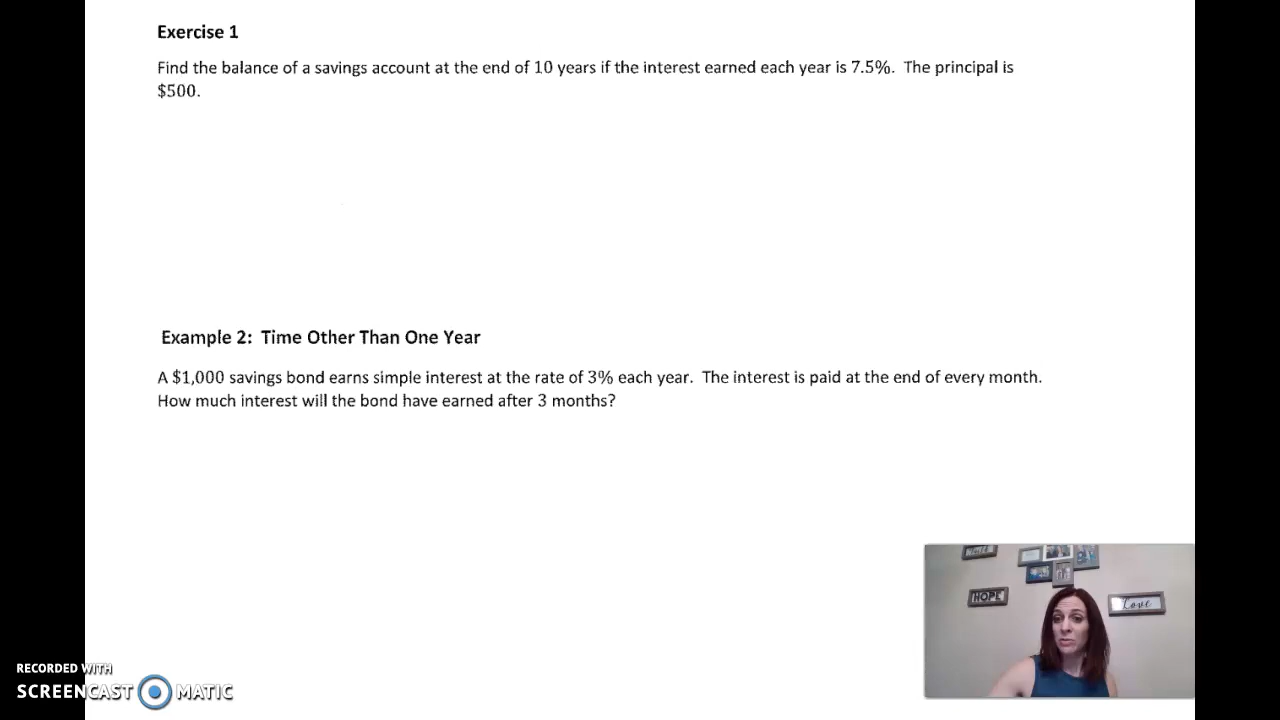 Exercise 1
Find the balance of a savings account at the end of 10 years if the interest earned each year is 7.5%. The principal is
$500.
Example 2: Time Other Than One Year
A $1,000 savings bond earns simple interest at the rate of 3% each year. The interest is paid at the end of every month.
How much interest will the bond have earned after 3 months?
HOPE
Love
RECORDED WITH
SCREENCAST MATIC